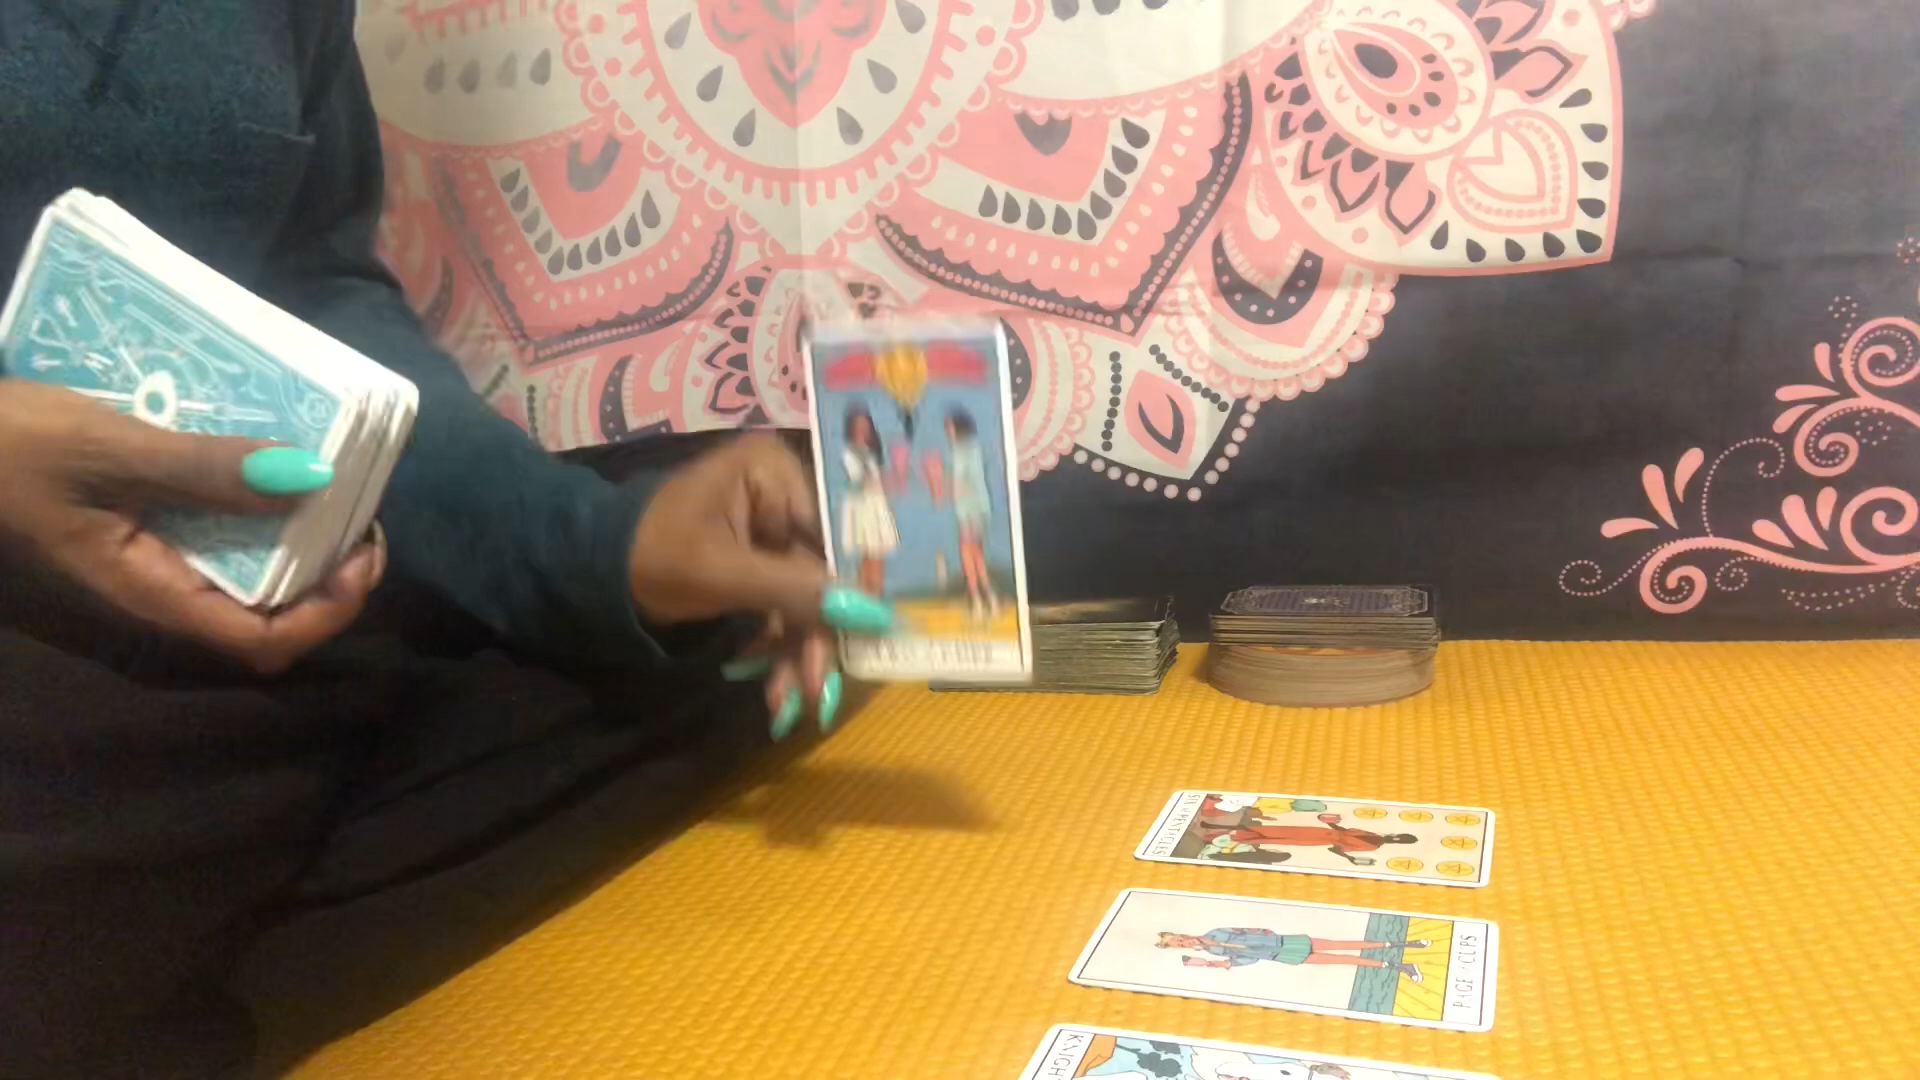 SIX of PENTACLES
PAGE of CUPS
KNIGH